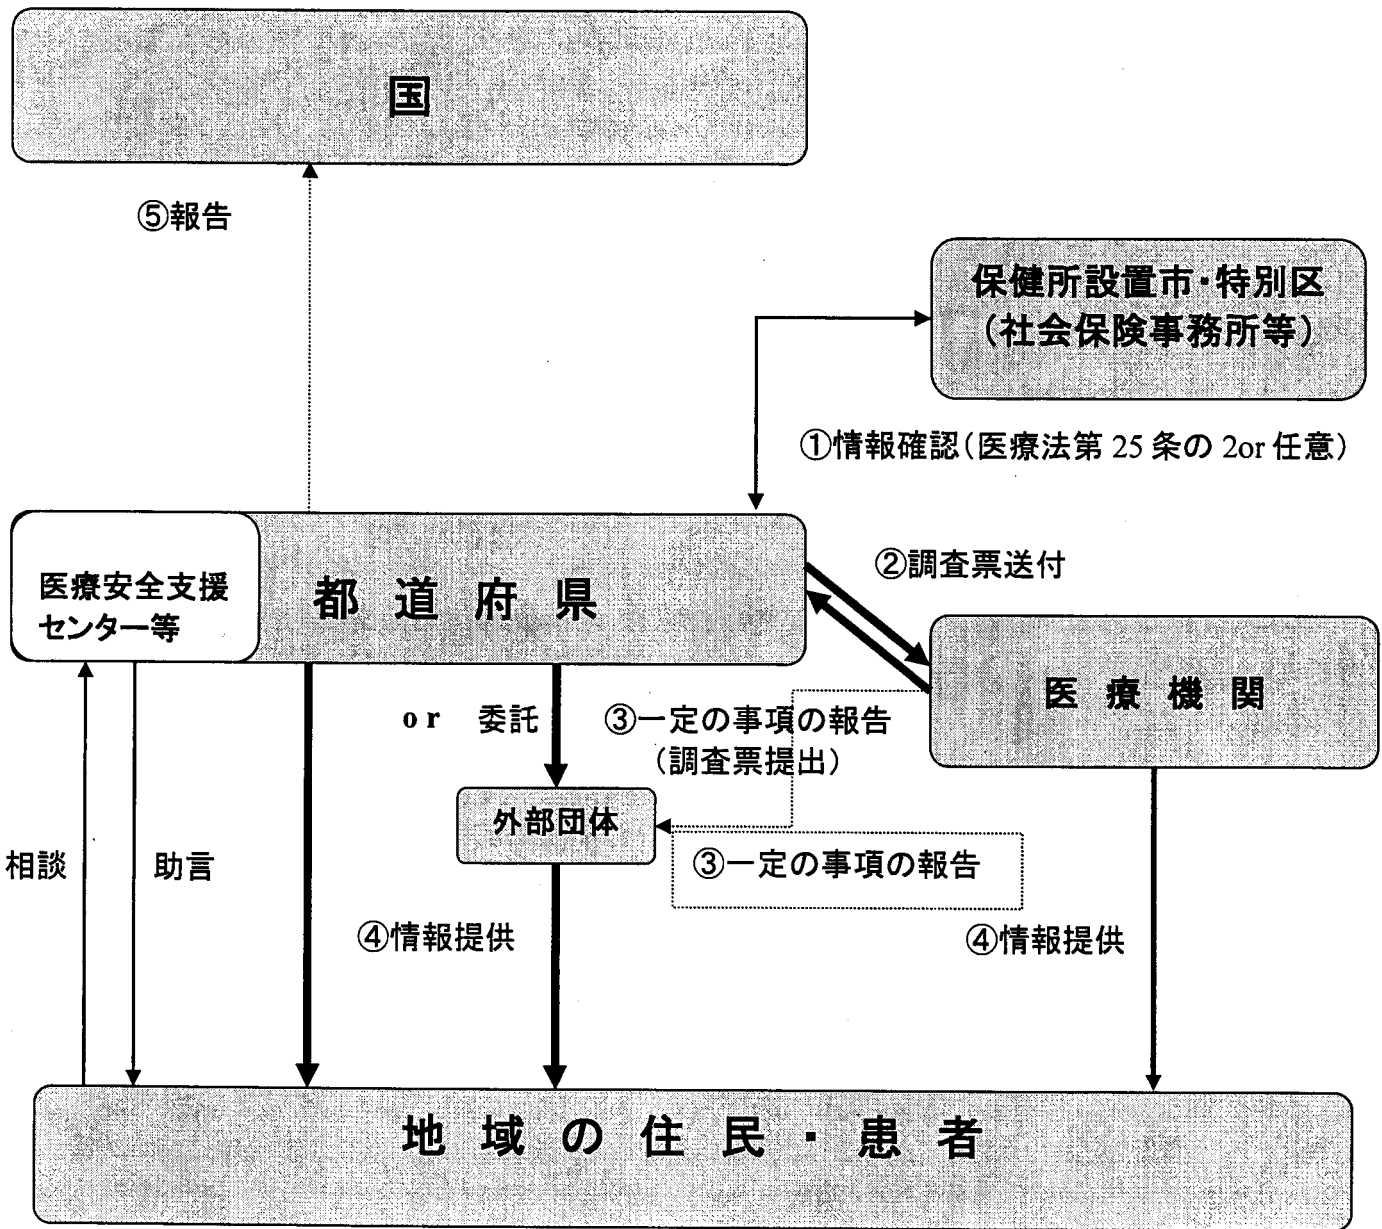 国
⑤報告
保健所設置市・特別区
（社会保険事務所等）
①情報確認（医療法第 25 条の 2or 任意）
医療安全支援
センター等
都 道 府 県
②調査票送付
医 療 機 関
or 委託
③一定の事項の報告
（調査票提出）
外部団体
③一定の事項の報告
相談
助言
④情報提供
④情報提供
地 域 の 住 民 ・ 患 者